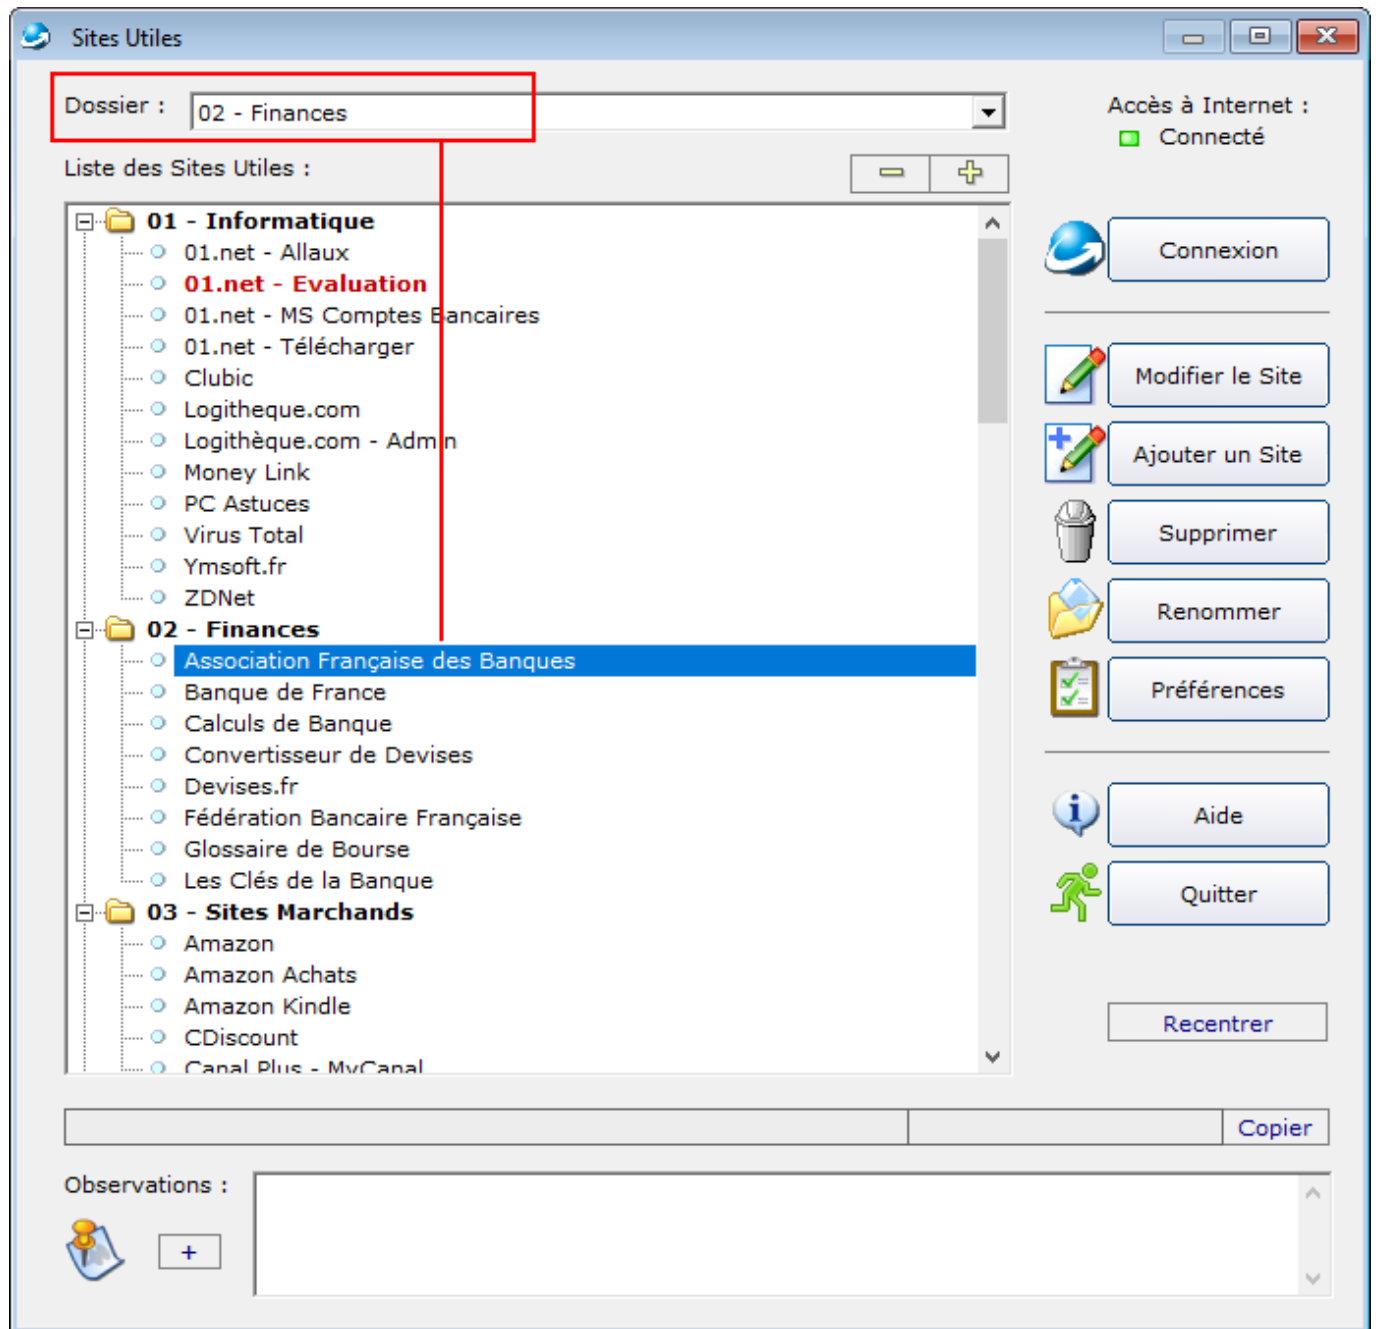 Sites Utiles
Dossier :
02 - Finances
Accès à Internet :
Connecté
Liste des Sites Utiles :
01 - Informatique
01.net - Allaux
01.net - Evaluation
01.net - MS Comptes Bancaires
01.net - Télécharger
Clubic
Logitheque.com
Logithèque.com - Admin
Money Link
PC Astuces
Virus Total
Ymsoft.fr
ZDNet
02 - Finances
Association Française des Banques
Banque de France
Calculs de Banque
Convertisseur de Devises
Devises.fr
Fédération Bancaire Française
Glossaire de Bourse
Les Clés de la Banque
03 - Sites Marchands
Amazon
Amazon Achats
Amazon Kindle
CDiscount
Canal Plus - MyCanal
Connexion
Modifier le Site
Ajouter un Site
Supprimer
Renommer
Préférences
Aide
Quitter
Recentrer
Copier
Observations :
+